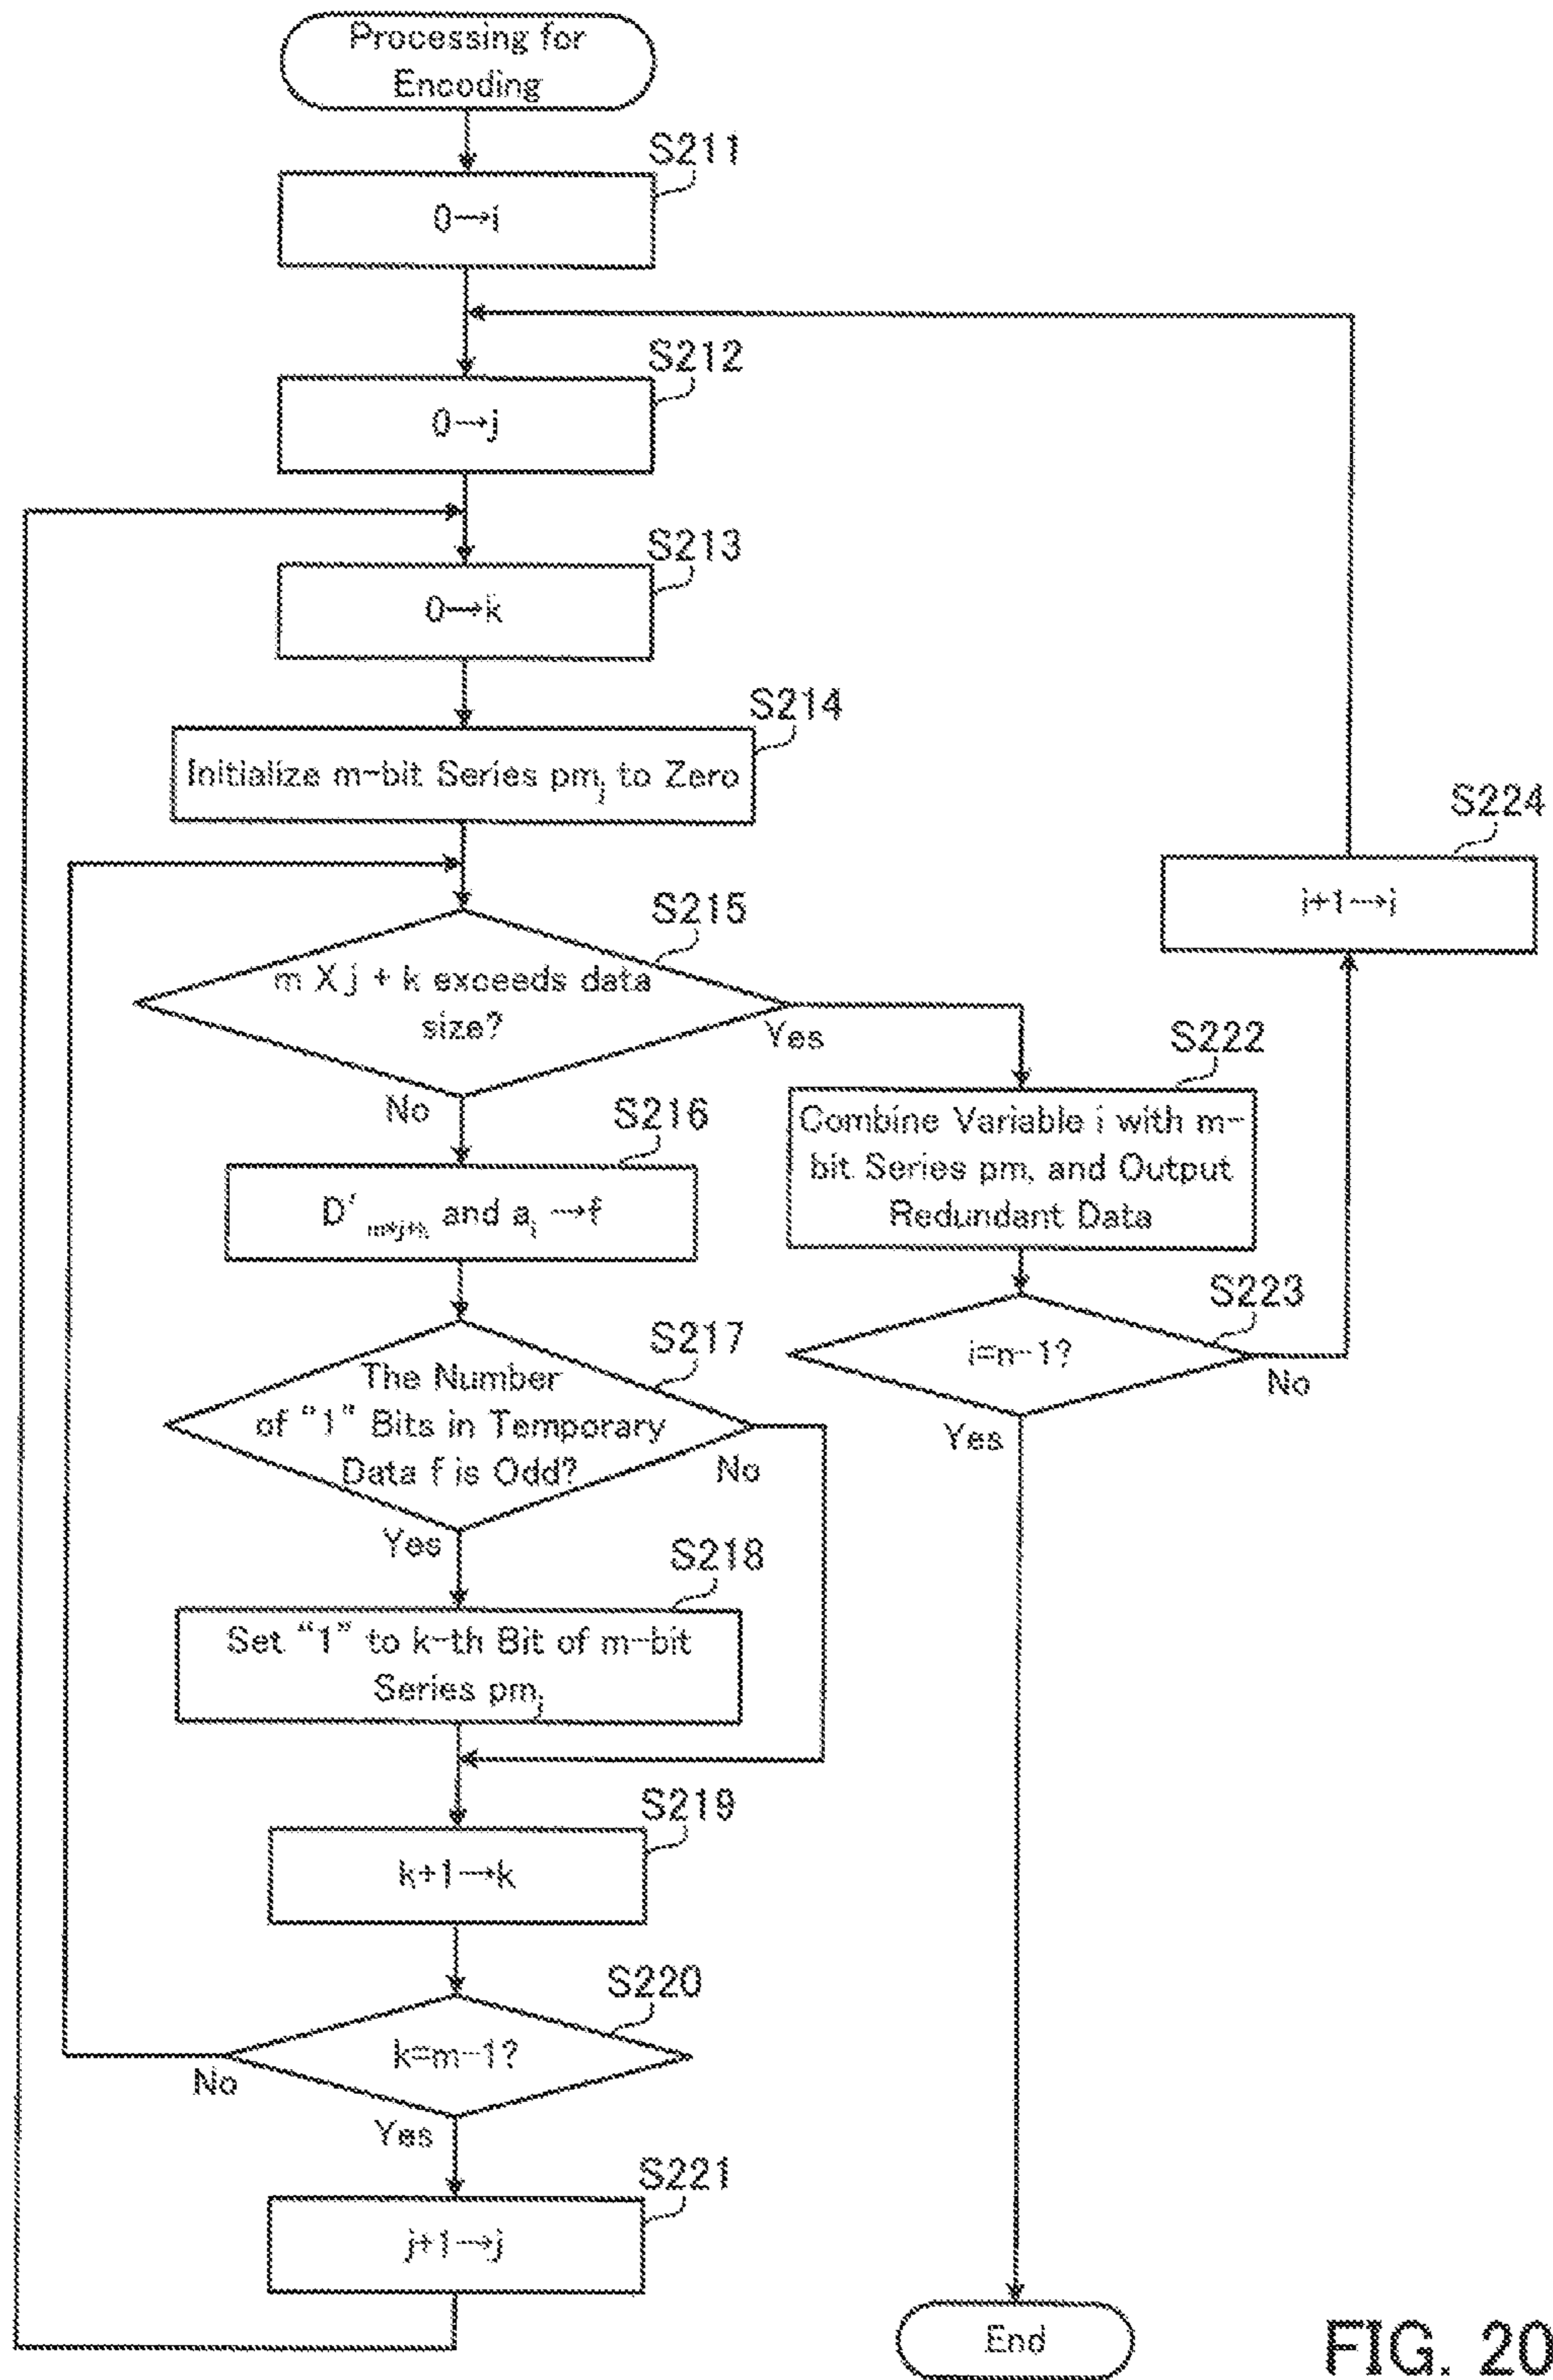 Processing for
Encoding
S211
0→i
S212
0→j
S213
0→k
S214
Initialize m-bit Series pmj to Zero
S224
i+1→i
S215
m X j + k exceeds data
size?
Yes
No
S222
Combine Variable i with m-
bit Series pm, and Output
Redundant Data
S216
D'm*j+k and ai →f
S223
i=n-1?
No
Yes
S217
The Number
of "1" Bits in Temporary
Data f is Odd?
No
Yes
S218
Set "1" to k-th Bit of m-bit
Series pmj
S219
k+1→k
S220
k=m-1?
No
Yes
S221
j+1→j
End
FIG. 20